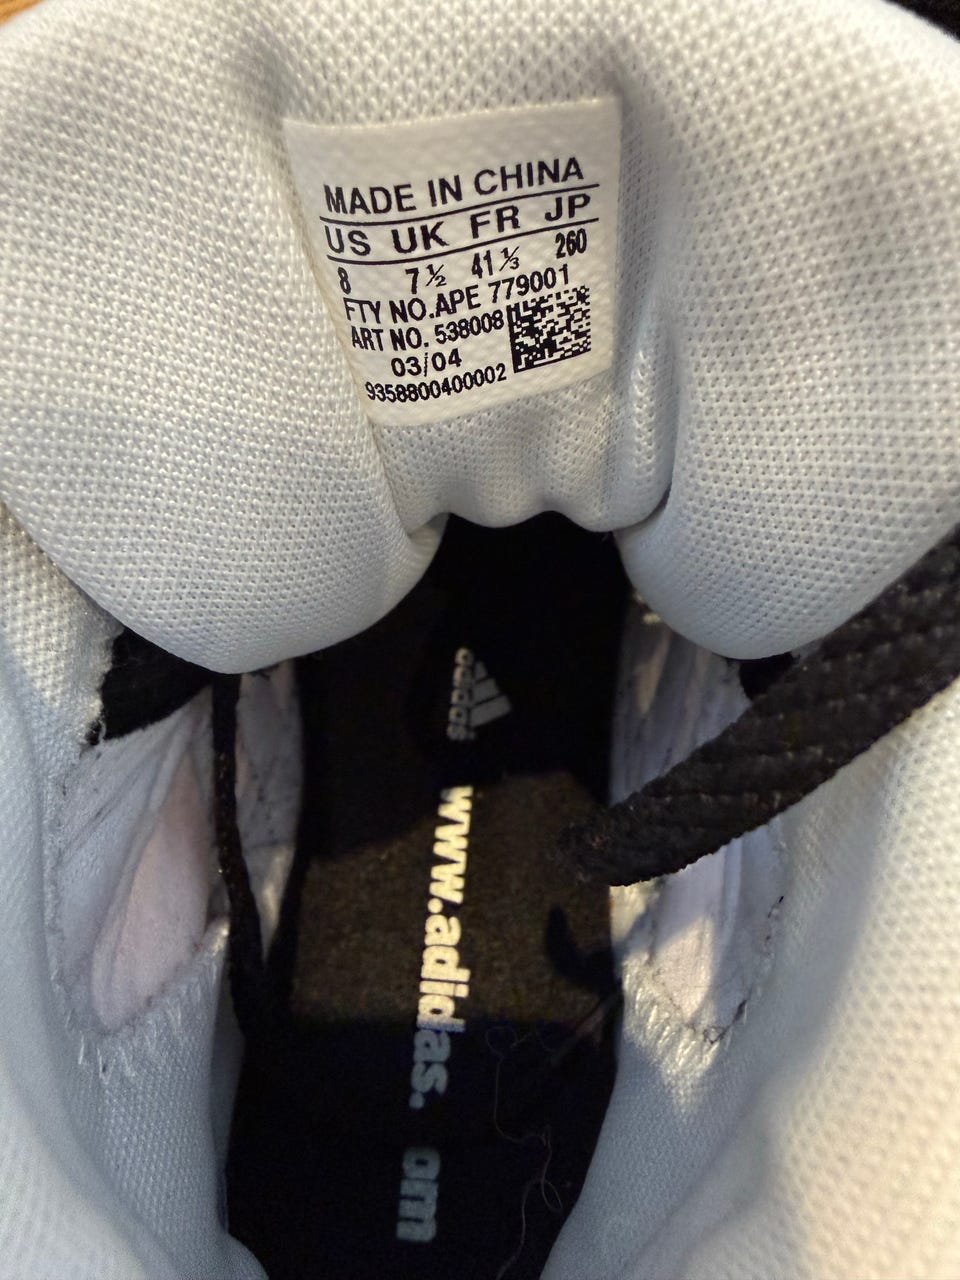 MADE IN CHINA
US UK FR JP
8 7½ 41⅓ 260
FTY NO.APE 779001
ART NO. 538008
03/04
9358800400002
adidas
www.adidas. om